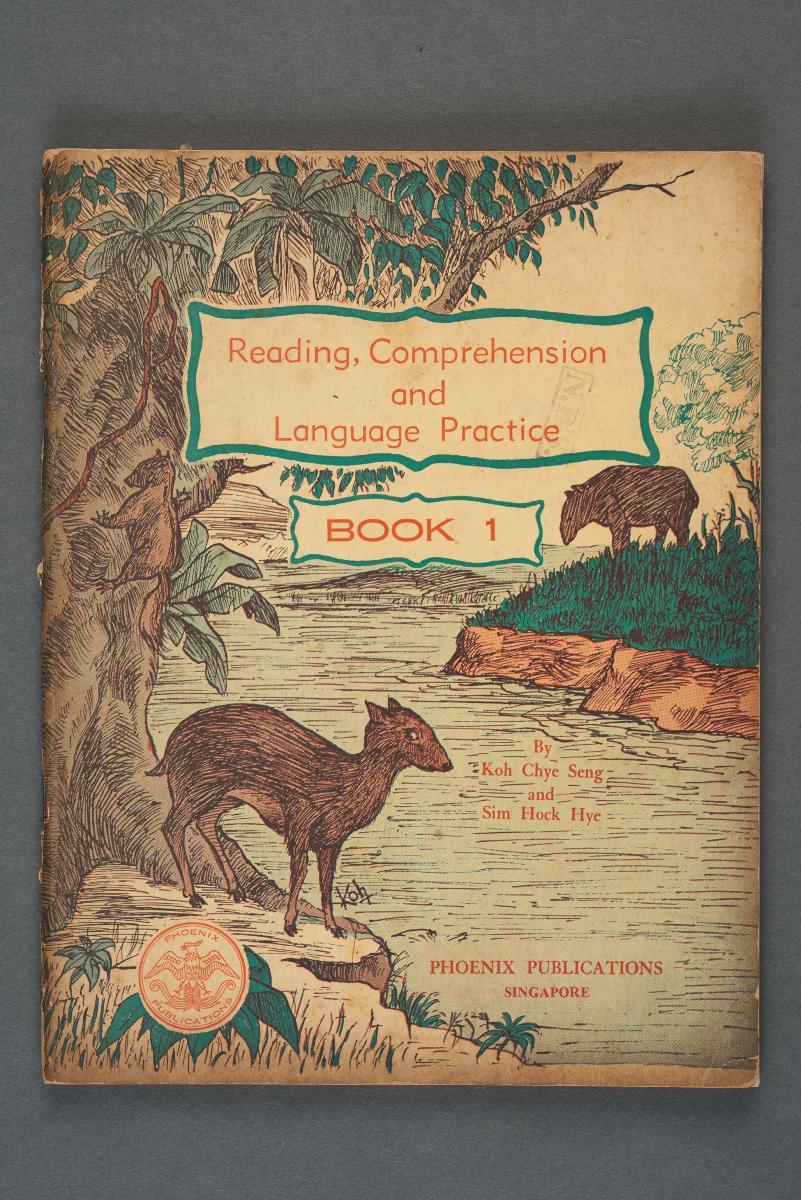 Reading, Comprehension
and
Language Practice
BOOK 1
By
Koh Chye Seng
and
Sim Hock Hye
Koh
PHOENIX PUBLICATIONS
SINGAPORE
PHOENIX
PUBLICATIONS